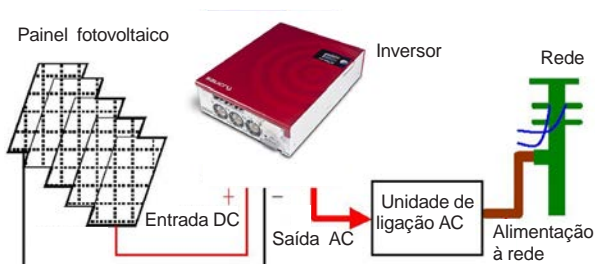 Painel fotovoltaico
Inversor
Rede
+
−
Entrada DC
Saída AC
Unidade de
ligação AC
Alimentação
à rede